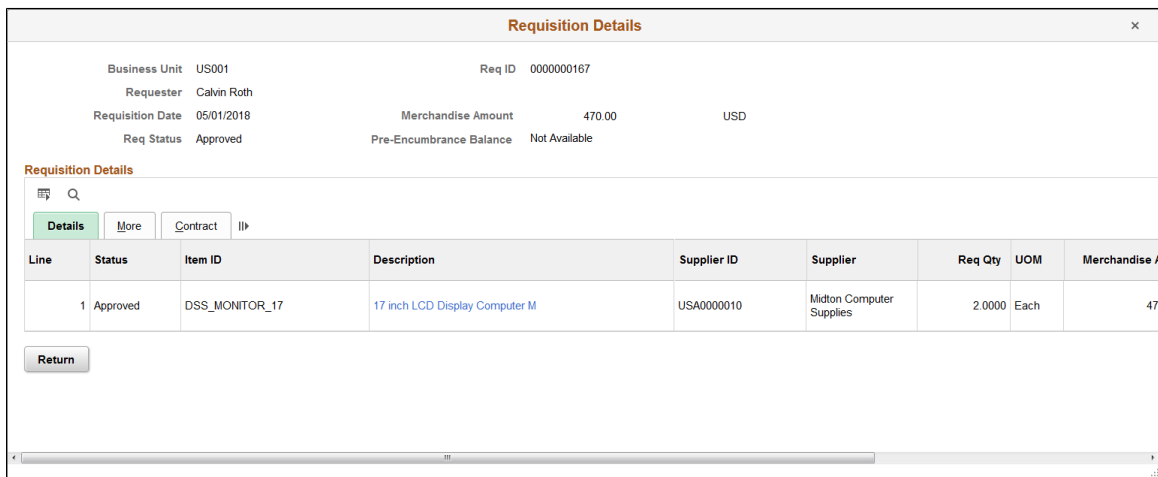 Requisition Details
×
Business Unit US001 Req ID 0000000167
Requester Calvin Roth
Requisition Date 05/01/2018 Merchandise Amount 470.00 USD
Req Status Approved Pre-Encumbrance Balance Not Available
Requisition Details
Details More Contract
Line Status Item ID Description Supplier ID Supplier Req Qty UOM Merchandise A
1 Approved DSS_MONITOR_17 17 inch LCD Display Computer M USA0000010 Midton Computer 2.0000 Each 47
Supplies
Return